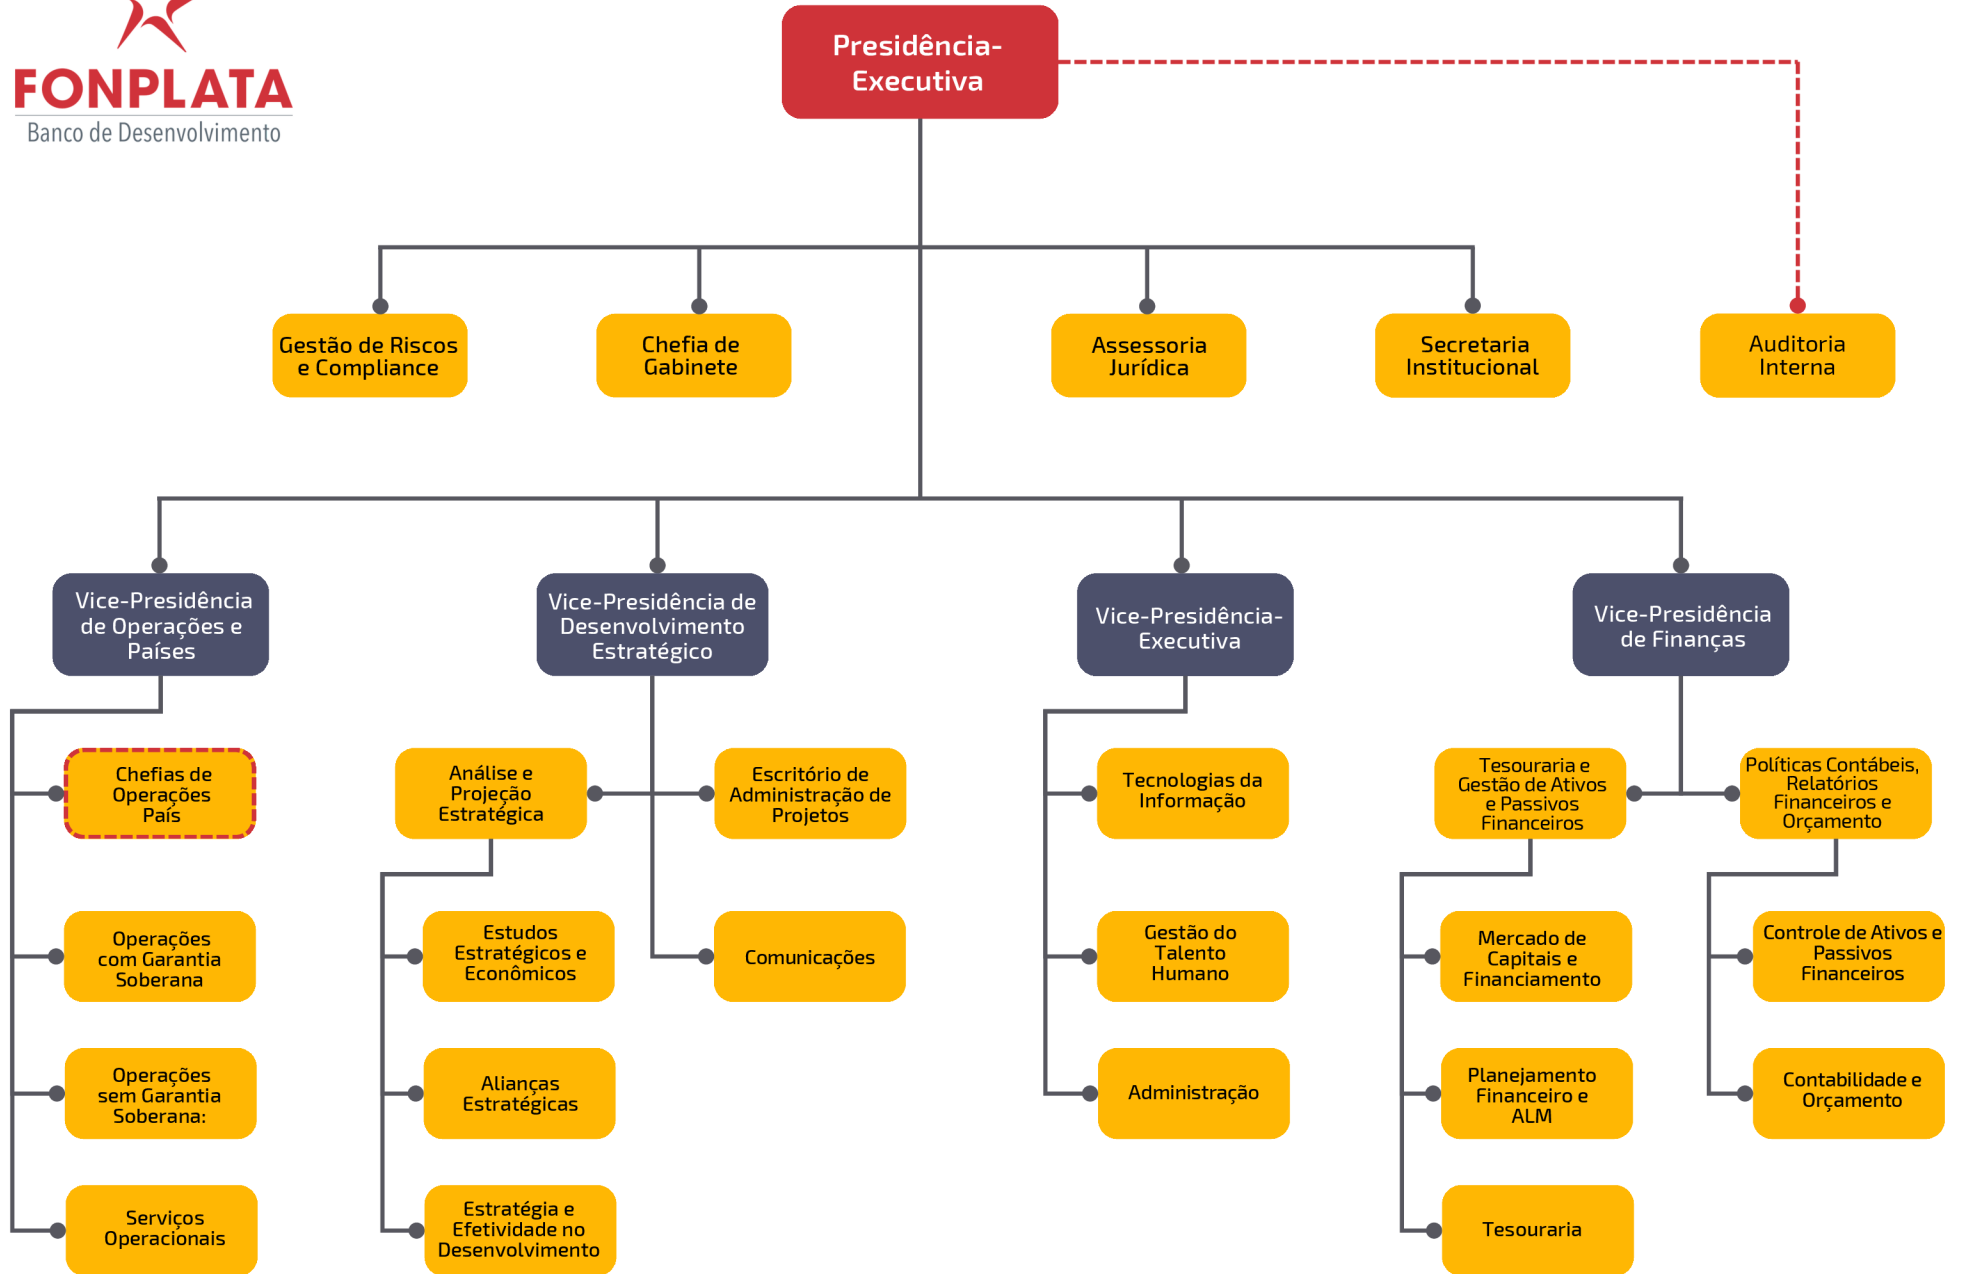 FONPLATA
Banco de Desenvolvimento
Presidência-
Executiva
Gestão de Riscos
e Compliance
Chefia de
Gabinete
Assessoria
Jurídica
Secretaria
Institucional
Auditoria
Interna
Vice-Presidência
de Operações e
Países
Vice-Presidência de
Desenvolvimento
Estratégico
Vice-Presidência-
Executiva
Vice-Presidência
de Finanças
Chefias de
Operações
País
Operações
com Garantia
Soberana
Operações
sem Garantia
Soberana:
Serviços
Operacionais
Análise e
Projeção
Estratégica
Escritório de
Administração de
Projetos
Estudos
Estratégicos e
Econômicos
Comunicações
Alianças
Estratégicas
Estratégia e
Efetividade no
Desenvolvimento
Tecnologias da
Informação
Gestão do
Talento
Humano
Administração
Tesouraria e
Gestão de Ativos
e Passivos
Financeiros
Políticas Contábeis,
Relatórios
Financeiros e
Orçamento
Mercado de
Capitais e
Financiamento
Planejamento
Financeiro e
ALM
Tesouraria
Controle de Ativos e
Passivos
Financeiros
Contabilidade e
Orçamento